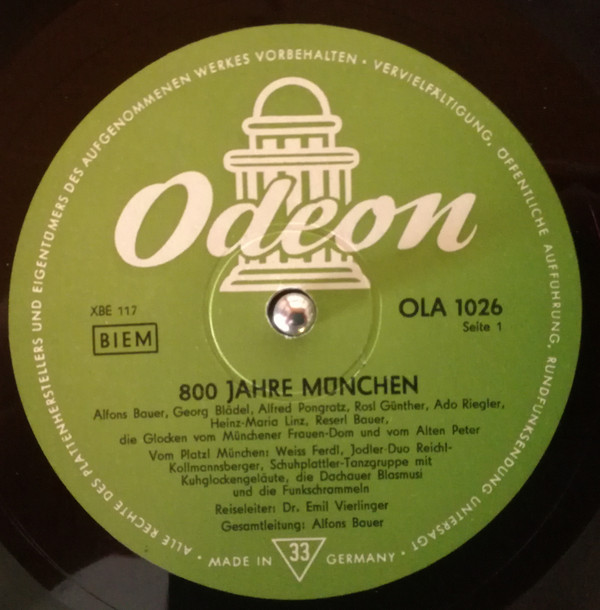 ALLE RECHTE DES PLATTENHERSTELLERS UND EIGENTÜMERS DES AUFGENOMMENEN WERKES VORBEHALTEN • VERVIELFÄLTIGUNG, ÖFFENTLICHE AUFFÜHRUNG, RUNDFUNKSENDUNG UNTERSAGT •
Odeon
XBE 117
BIEM
OLA 1026
Seite 1
800 JAHRE MÜNCHEN
Alfons Bauer, Georg Blädel, Alfred Pongratz, Rosl Günther, Ado Riegler,
Heinz-Maria Linz, Reserl Bauer,
die Glocken vom Münchener Frauen-Dom und vom Alten Peter
Vom Platzl München: Weiss Ferdl, Jodler-Duo Reichl-
Kollmannsberger, Schuhplattler-Tanzgruppe mit
Kuhglockengeläute, die Dachauer Blasmusi
und die Funkschrammeln
Reiseleiter: Dr. Emil Vierlinger
Gesamtleitung: Alfons Bauer
MADE IN 33 GERMANY •